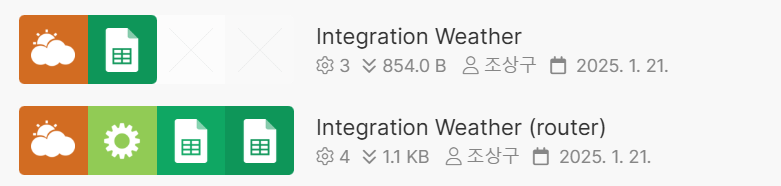 Integration Weather
3 854.0 B 조상구 2025. 1. 21.
Integration Weather (router)
4 1.1 KB 조상구 2025. 1. 21.